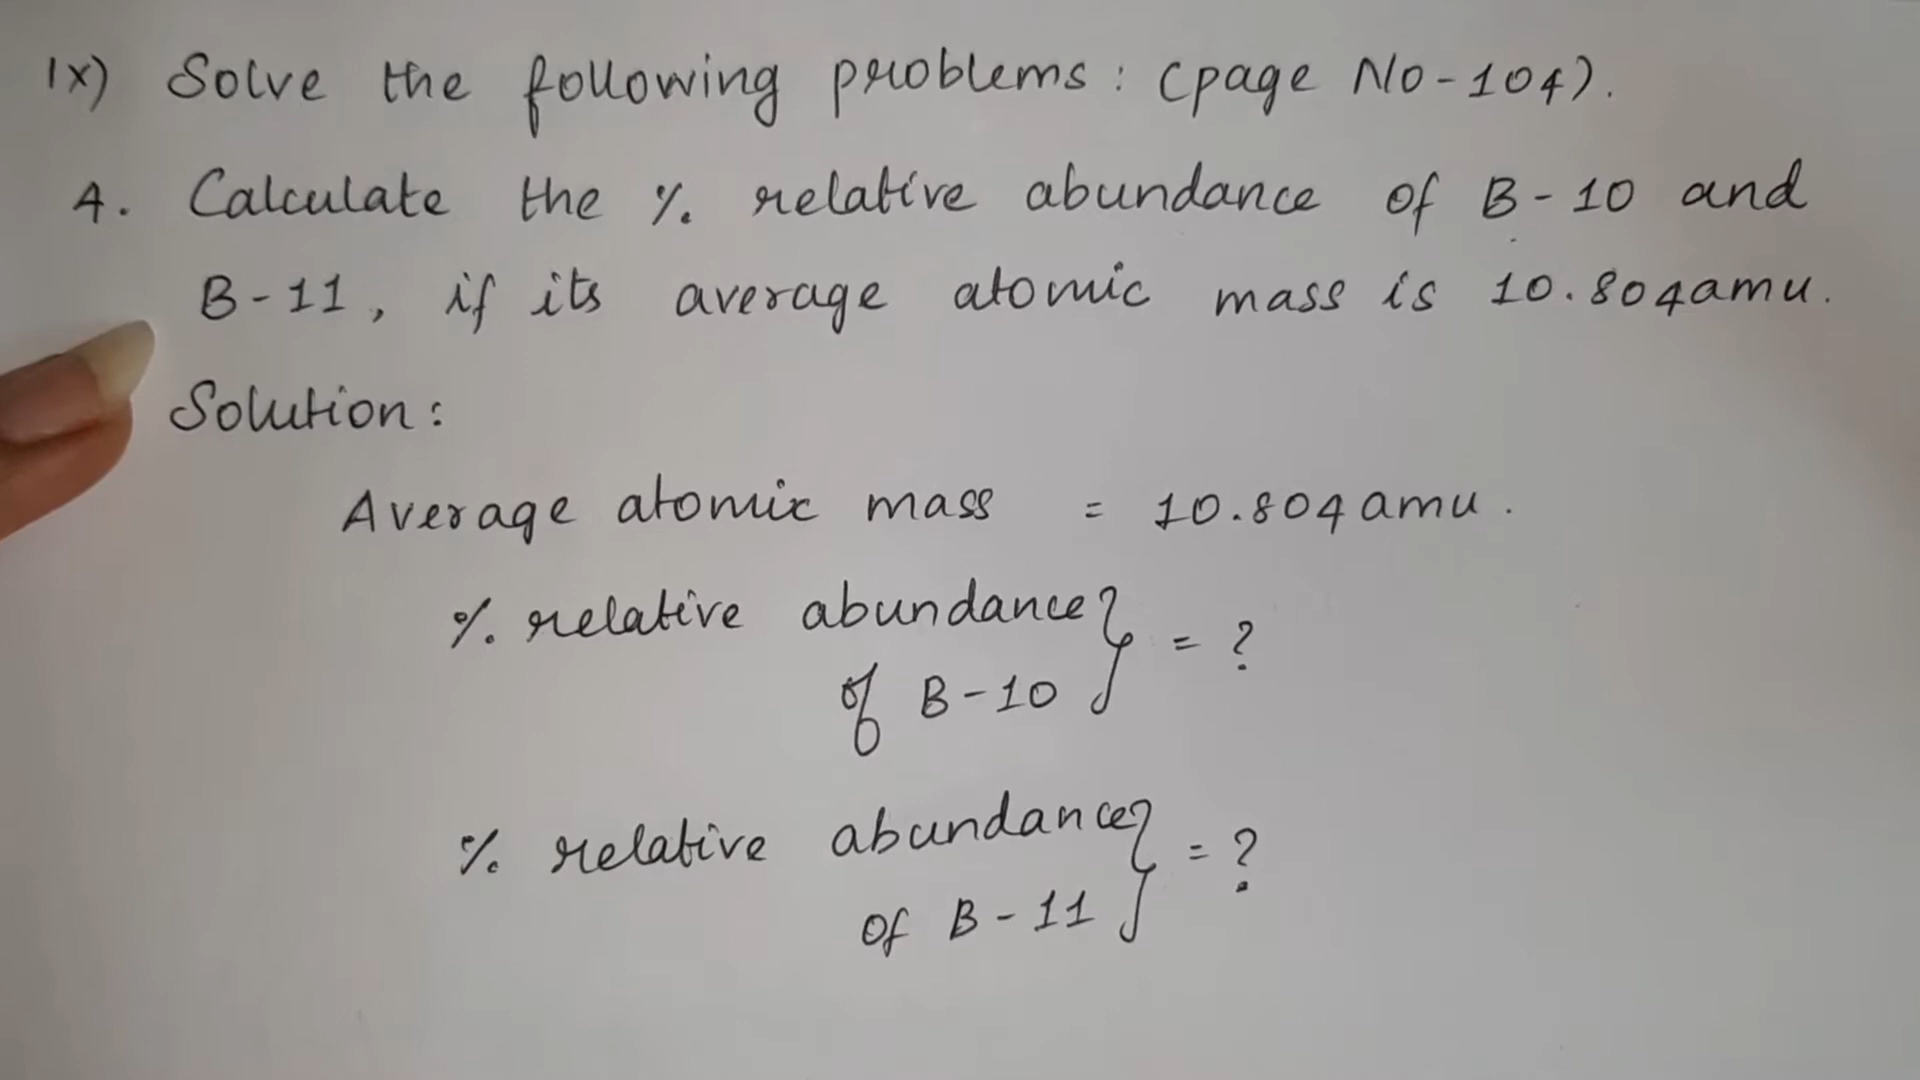 IX) Solve the following problems: (page No-104).
4. Calculate the % relative abundance of B-10 and
B-11, if its average atomic mass is 10.804amu.
Solution:
Average atomic mass = 10.804amu.
% relative abundance } = ?
of B-10
% relative abundance } = ?
of B-11